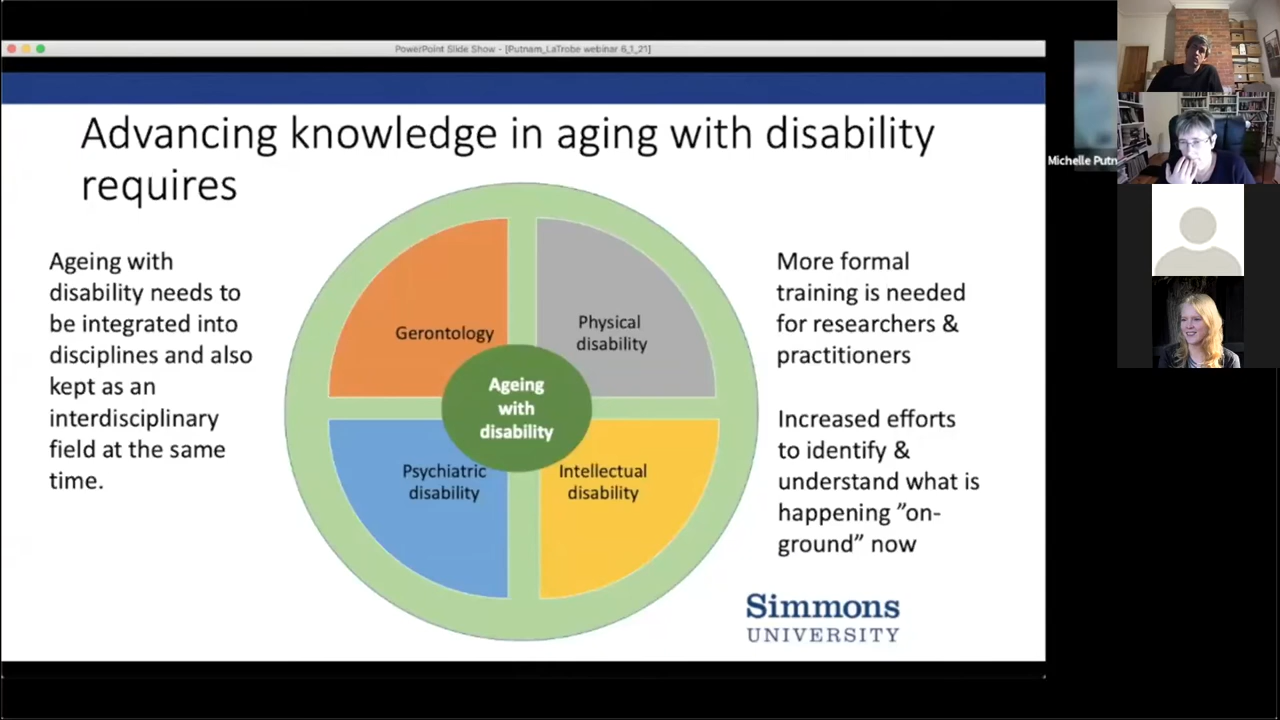 PowerPoint Slide Show - [Putnam_LaTrobe webinar 6_1_21]
Advancing knowledge in aging with disability
requires
Ageing with
disability needs to
be integrated into
disciplines and also
kept as an
interdisciplinary
field at the same
time.
Gerontology
Physical
disability
Ageing
with
disability
Psychiatric
disability
Intellectual
disability
More formal
training is needed
for researchers &
practitioners
Increased efforts
to identify &
understand what is
happening ”on-
ground” now
Simmons
UNIVERSITY
Michelle Putn